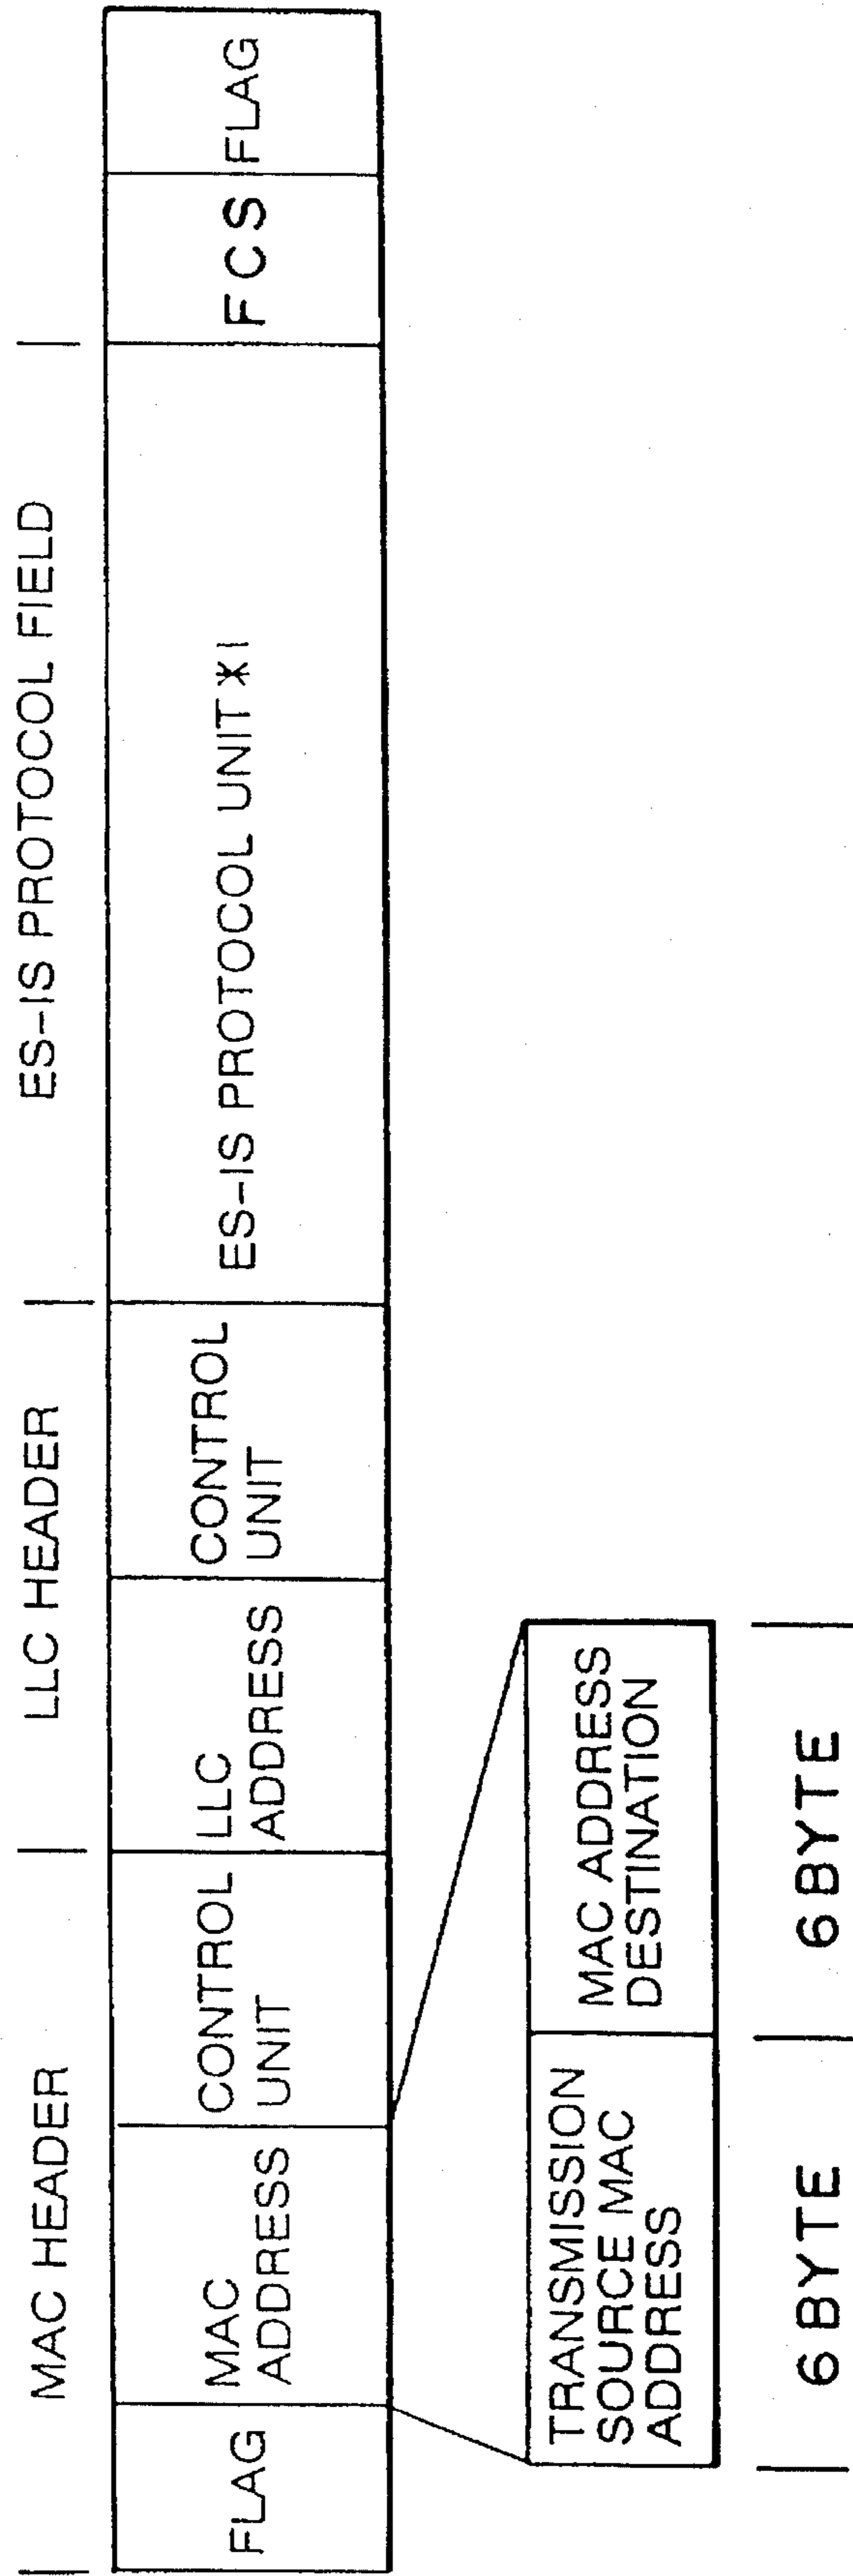 MAC HEADER
LLC HEADER
ES-IS PROTOCOL FIELD
FLAG
MAC
ADDRESS
CONTROL
UNIT
LLC
ADDRESS
CONTROL
UNIT
ES-IS PROTOCOL UNIT ※1
FCS
FLAG
TRANSMISSION
SOURCE MAC
ADDRESS
MAC ADDRESS
DESTINATION
6 BYTE
6 BYTE